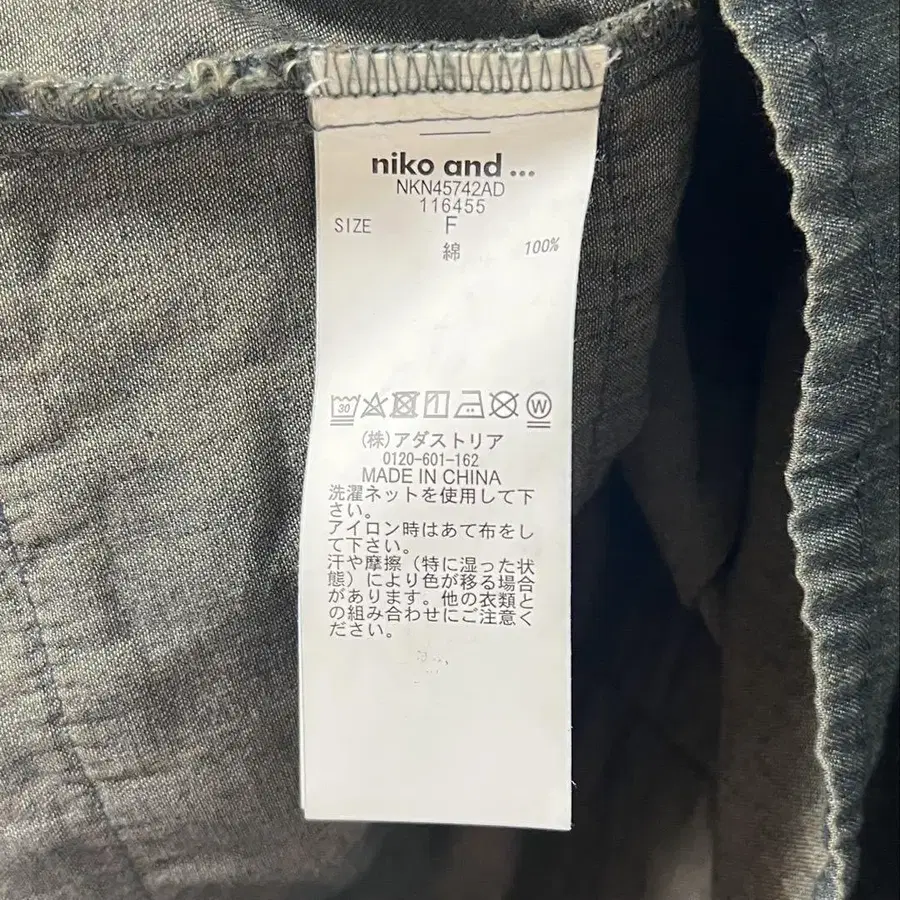 niko and ...
NKN45742AD
116455
SIZE F
綿 100%
30 W
(株)アダストリア
0120-601-162
MADE IN CHINA
洗濯ネットを使用して下
さい。
アイロン時はあて布をし
て下さい。
汗や摩擦（特に湿った状
態）により色が移る場合
があります。他の衣類と
の組み合わせにご注意く
ださい。